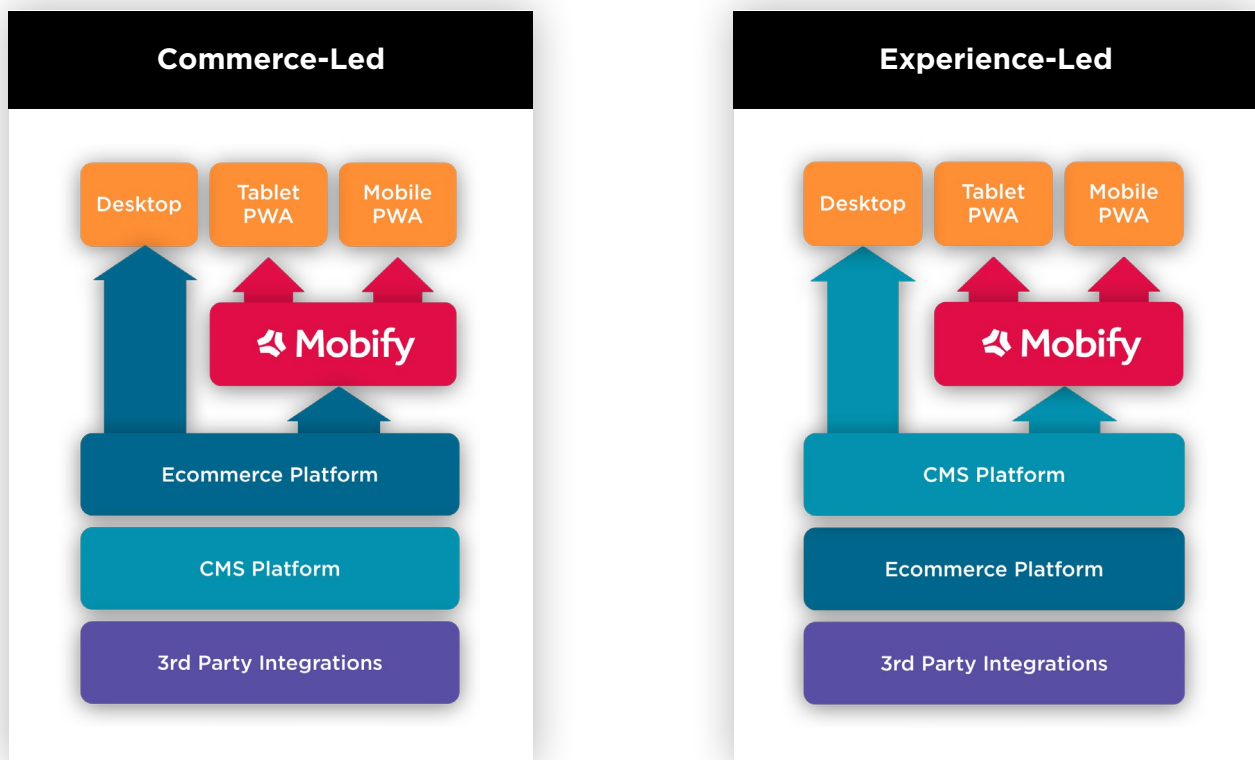 Commerce-Led
Desktop
Tablet
PWA
Mobile
PWA
Mobify
Ecommerce Platform
CMS Platform
3rd Party Integrations
Experience-Led
Desktop
Tablet
PWA
Mobile
PWA
Mobify
CMS Platform
Ecommerce Platform
3rd Party Integrations